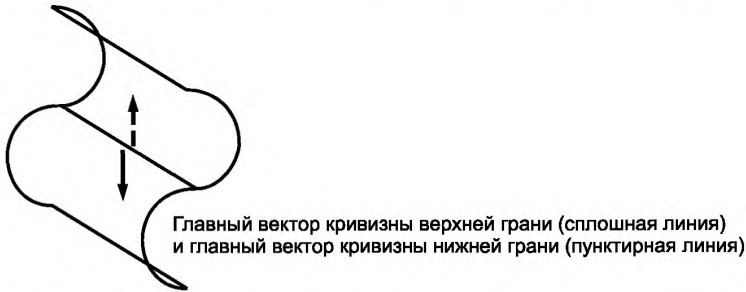 Главный вектор кривизны верхней грани (сплошная линия)
и главный вектор кривизны нижней грани (пунктирная линия)